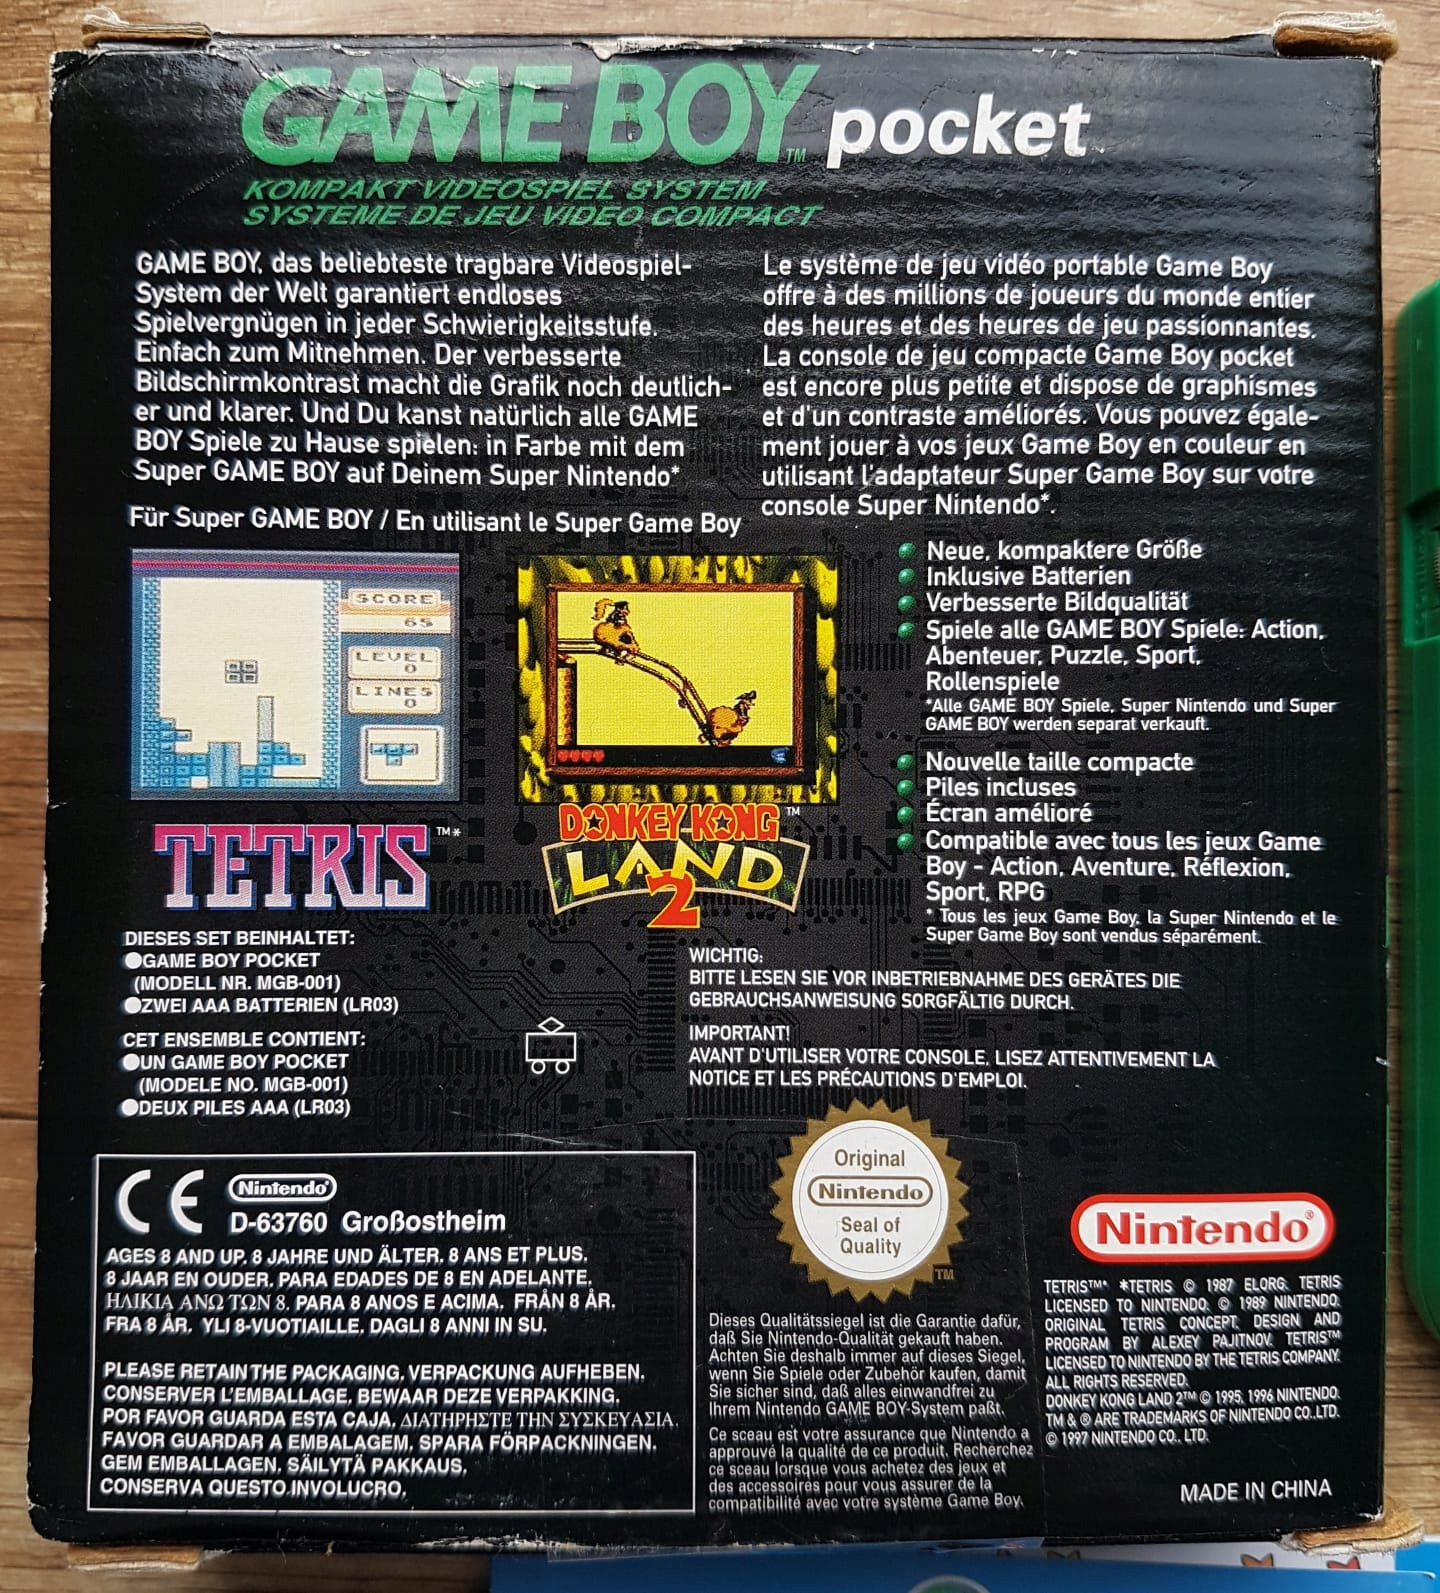 GAME BOY™ pocket
KOMPAKT VIDEOSPIEL SYSTEM
SYSTEME DE JEU VIDEO COMPACT
GAME BOY, das beliebteste tragbare Videospiel-
System der Welt garantiert endloses
Spielvergnügen in jeder Schwierigkeitsstufe.
Einfach zum Mitnehmen. Der verbesserte
Bildschirmkontrast macht die Grafik noch deutlich-
er und klarer. Und Du kanst natürlich alle GAME
BOY Spiele zu Hause spielen: in Farbe mit dem
Super GAME BOY auf Deinem Super Nintendo*
Le système de jeu vidéo portable Game Boy
offre à des millions de joueurs du monde entier
des heures et des heures de jeu passionnantes.
La console de jeu compacte Game Boy pocket
est encore plus petite et dispose de graphismes
et d'un contraste améliorés. Vous pouvez égale-
ment jouer à vos jeux Game Boy en couleur en
utilisant l'adaptateur Super Game Boy sur votre
console Super Nintendo*.
Für Super GAME BOY / En utilisant le Super Game Boy
SCORE
65
LEVEL
0
LINES
0
TETRIS™*
DONKEY KONG™
LAND
2
Neue, kompaktere Größe
Inklusive Batterien
Verbesserte Bildqualität
Spiele alle GAME BOY Spiele: Action,
Abenteuer, Puzzle, Sport,
Rollenspiele
*Alle GAME BOY Spiele, Super Nintendo und Super
GAME BOY werden separat verkauft.
Nouvelle taille compacte
Piles incluses
Écran amélioré
Compatible avec tous les jeux Game
Boy - Action, Aventure, Réflexion,
Sport, RPG
* Tous les jeux Game Boy, la Super Nintendo et le
Super Game Boy sont vendus séparément.
DIESES SET BEINHALTET:
●GAME BOY POCKET
(MODELL NR. MGB-001)
●ZWEI AAA BATTERIEN (LR03)
CET ENSEMBLE CONTIENT:
●UN GAME BOY POCKET
(MODELE NO. MGB-001)
●DEUX PILES AAA (LR03)
WICHTIG:
BITTE LESEN SIE VOR INBETRIEBNAHME DES GERÄTES DIE
GEBRAUCHSANWEISUNG SORGFÄLTIG DURCH.
IMPORTANT!
AVANT D'UTILISER VOTRE CONSOLE, LISEZ ATTENTIVEMENT LA
NOTICE ET LES PRÉCAUTIONS D'EMPLOI.
CE Nintendo®
D-63760 Großostheim
AGES 8 AND UP. 8 JAHRE UND ÄLTER. 8 ANS ET PLUS.
8 JAAR EN OUDER. PARA EDADES DE 8 EN ADELANTE.
ΗΛΙΚΙΑ ΑΝΩ ΤΩΝ 8. PARA 8 ANOS E ACIMA. FRÅN 8 ÅR.
FRA 8 ÅR. YLI 8-VUOTIAILLE. DAGLI 8 ANNI IN SU.
PLEASE RETAIN THE PACKAGING. VERPACKUNG AUFHEBEN.
CONSERVER L'EMBALLAGE. BEWAAR DEZE VERPAKKING.
POR FAVOR GUARDA ESTA CAJA. ΔΙΑΤΗΡΗΣΤΕ ΤΗΝ ΣΥΣΚΕΥΑΣΙΑ.
FAVOR GUARDAR A EMBALAGEM. SPARA FÖRPACKNINGEN.
GEM EMBALLAGEN. SÄILYTÄ PAKKAUS.
CONSERVA QUESTO INVOLUCRO.
Original
Nintendo
Seal of
Quality
TM
Dieses Qualitätssiegel ist die Garantie dafür,
daß Sie Nintendo-Qualität gekauft haben.
Achten Sie deshalb immer auf dieses Siegel,
wenn Sie Spiele oder Zubehör kaufen, damit
Sie sicher sind, daß alles einwandfrei zu
Ihrem Nintendo GAME BOY-System paßt.
Ce sceau est votre assurance que Nintendo a
approuvé la qualité de ce produit. Recherchez
ce sceau lorsque vous achetez des jeux et
des accessoires pour vous assurer de la
compatibilité avec votre système Game Boy.
Nintendo®
TETRIS™* *TETRIS © 1987 ELORG. TETRIS
LICENSED TO NINTENDO. © 1989 NINTENDO.
ORIGINAL TETRIS CONCEPT, DESIGN AND
PROGRAM BY ALEXEY PAJITNOV. TETRIS™
LICENSED TO NINTENDO BY THE TETRIS COMPANY.
ALL RIGHTS RESERVED.
DONKEY KONG LAND 2™ © 1995, 1996 NINTENDO.
TM & ® ARE TRADEMARKS OF NINTENDO CO.,LTD.
© 1997 NINTENDO CO., LTD.
MADE IN CHINA